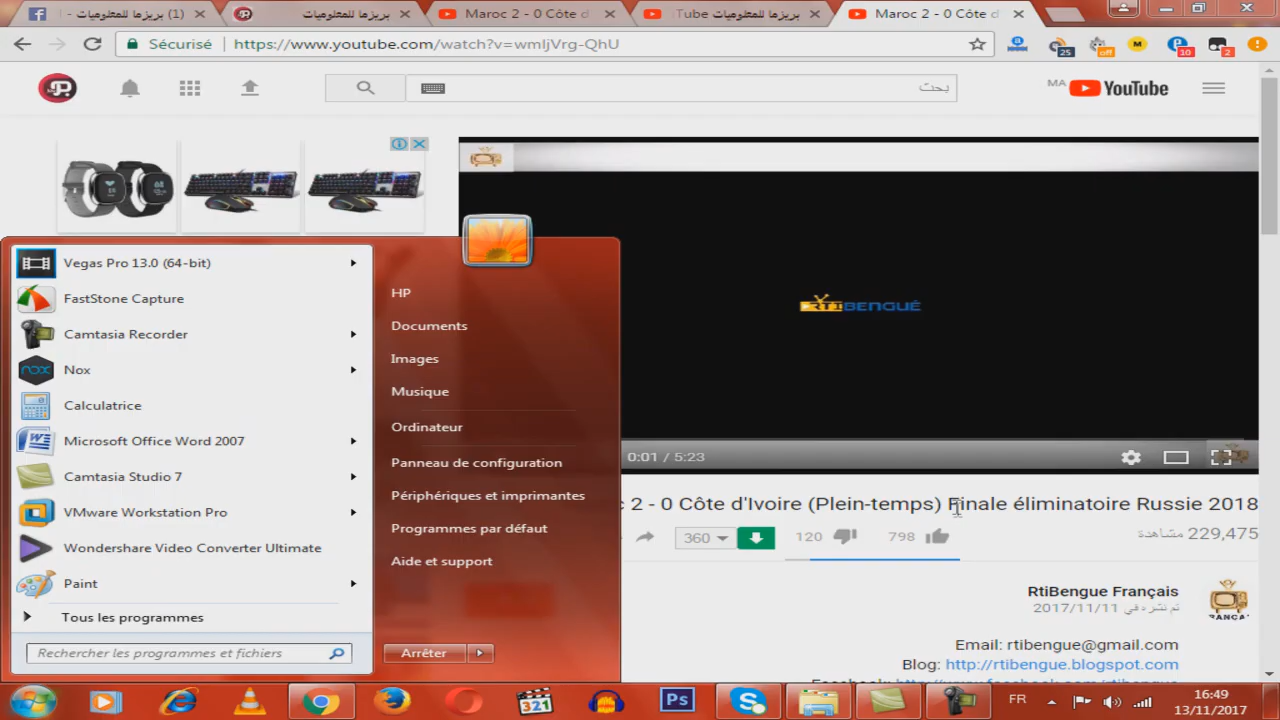 (1) بريزما للمعلوميات - ا
بريزما للمعلوميات
Maroc 2 - 0 Côte d
بريزما للمعلوميات - Tube
Maroc 2 - 0 Côte d
Sécurisé
https://www.youtube.com/watch?v=wmIjVrg-QhU
25
off
M
10
2
بحث
MA
YouTube
RTIBENGUÉ
0:01 / 5:23
c 2 - 0 Côte d'Ivoire (Plein-temps) Finale éliminatoire Russie 2018
360
120
798
229,475 مشاهدة
RtiBengue Français
تم نشره في 2017/11/11
Email: rtibengue@gmail.com
Blog: http://rtibengue.blogspot.com
Vegas Pro 13.0 (64-bit)
FastStone Capture
Camtasia Recorder
Nox
Calculatrice
Microsoft Office Word 2007
Camtasia Studio 7
VMware Workstation Pro
Wondershare Video Converter Ultimate
Paint
Tous les programmes
Rechercher les programmes et fichiers
HP
Documents
Images
Musique
Ordinateur
Panneau de configuration
Périphériques et imprimantes
Programmes par défaut
Aide et support
Arrêter
321
Ps
FR
16:49
13/11/2017